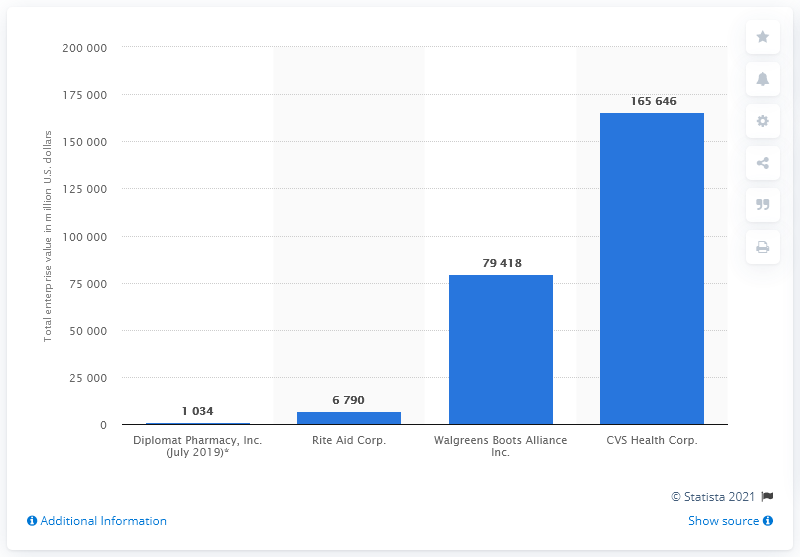 Total enterprise value in million U.S. dollars
200 000
175 000
150 000
125 000
100 000
75 000
50 000
25 000
0
1 034
6 790
79 418
165 646
Diplomat Pharmacy, Inc.
(July 2019)*
Rite Aid Corp.
Walgreens Boots Alliance
Inc.
CVS Health Corp.
© Statista 2021
Additional Information
Show source